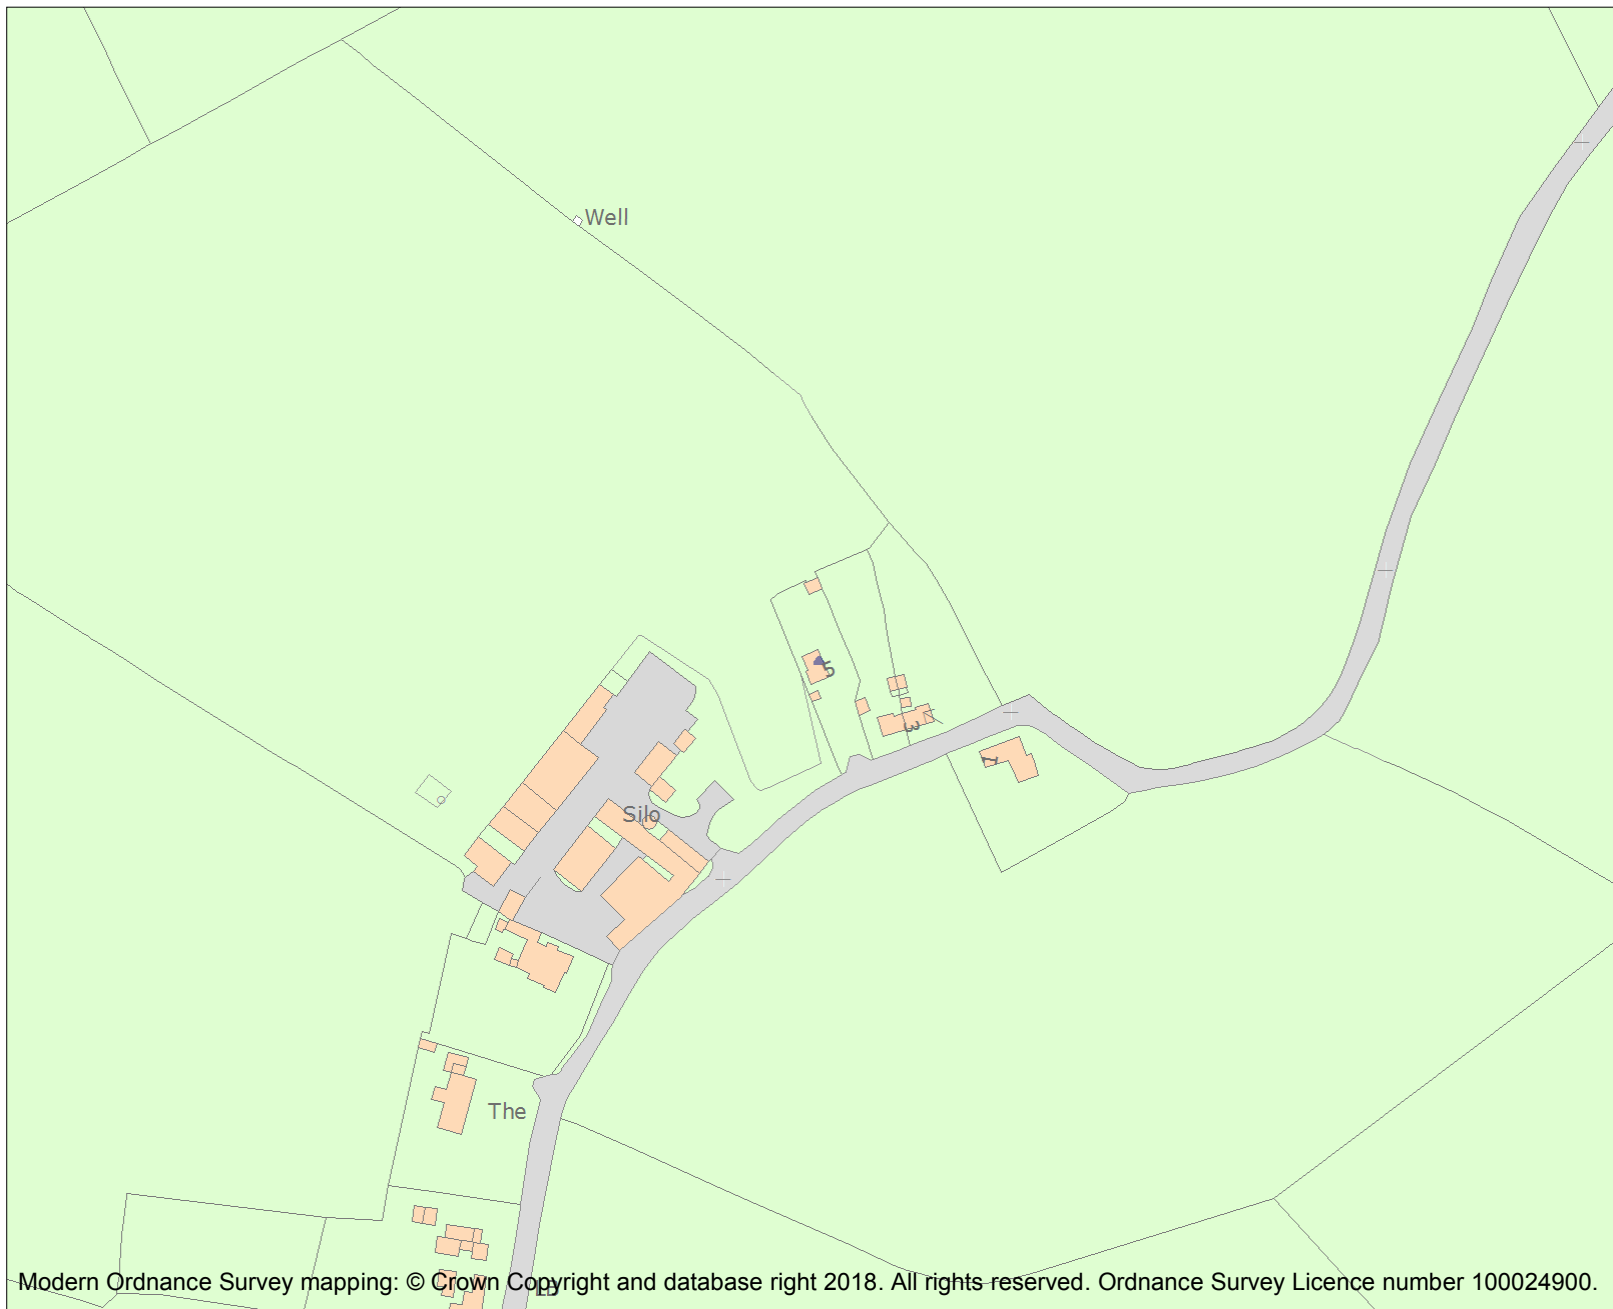 Well
5
3
1
Silo
The
LB
Modern Ordnance Survey mapping: © Crown Copyright and database right 2018. All rights reserved. Ordnance Survey Licence number 100024900.